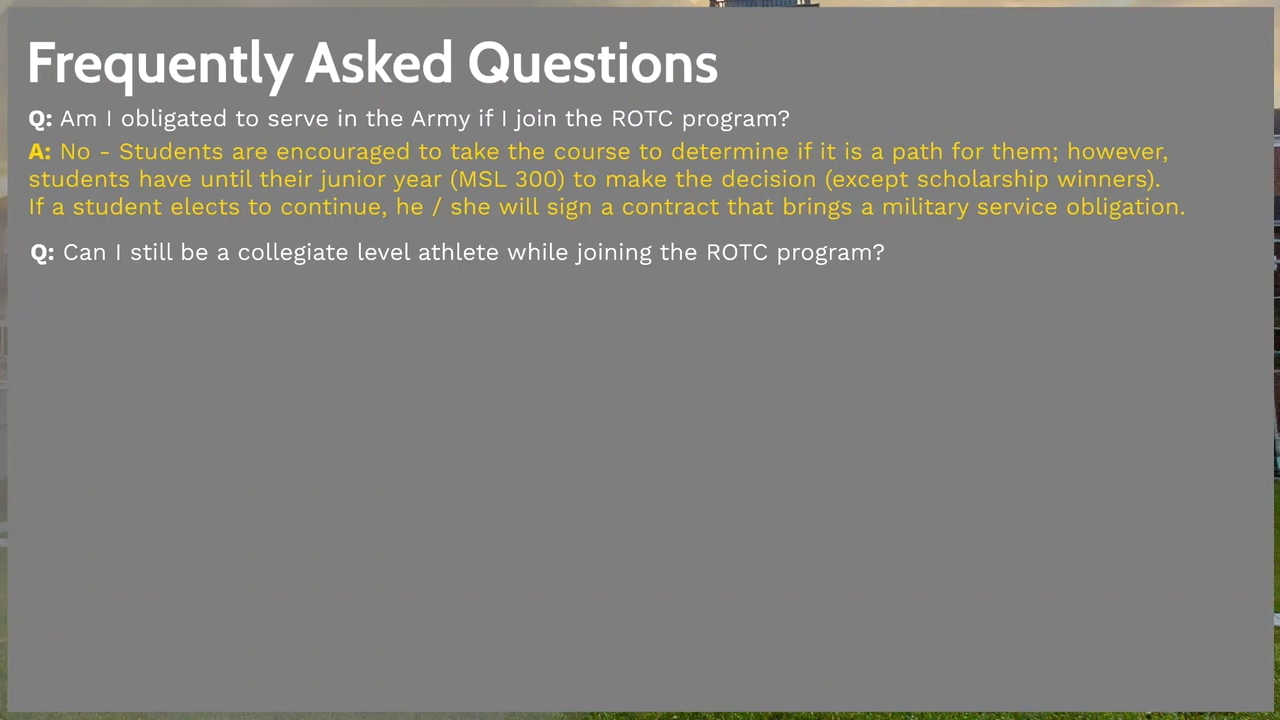 Frequently Asked Questions
Q: Am I obligated to serve in the Army if I join the ROTC program?
A: No - Students are encouraged to take the course to determine if it is a path for them; however,
students have until their junior year (MSL 300) to make the decision (except scholarship winners).
If a student elects to continue, he / she will sign a contract that brings a military service obligation.
Q: Can I still be a collegiate level athlete while joining the ROTC program?